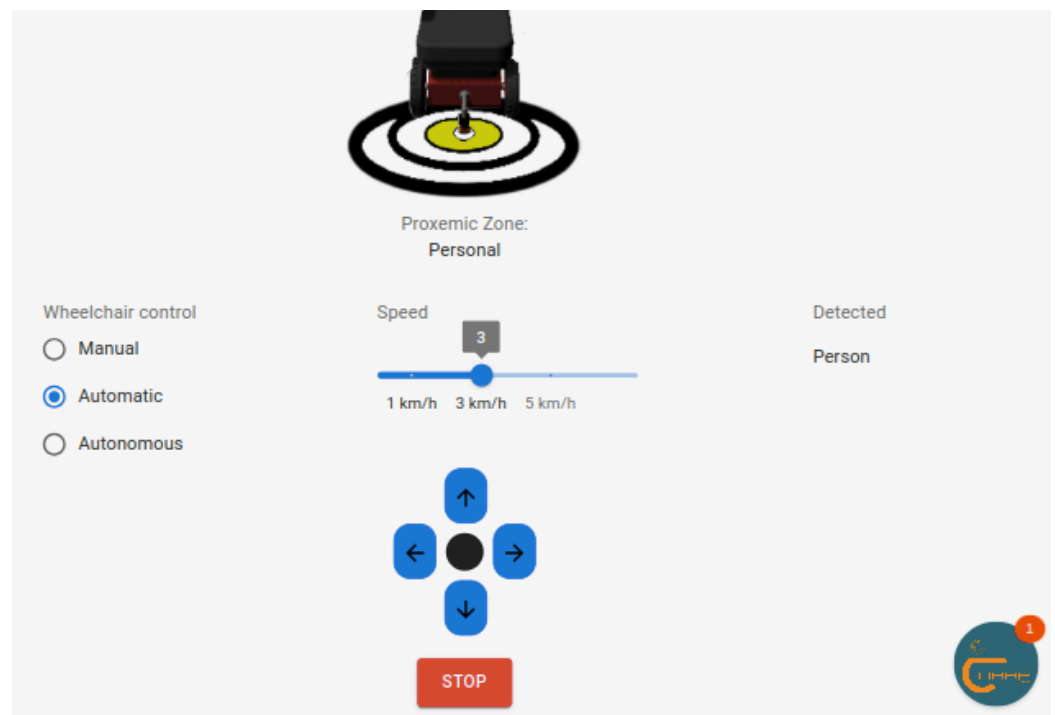 Proxemic Zone:
Personal
Wheelchair control
Manual
Automatic
Autonomous
Speed
3
1 km/h 3 km/h 5 km/h
STOP
Detected
Person
1